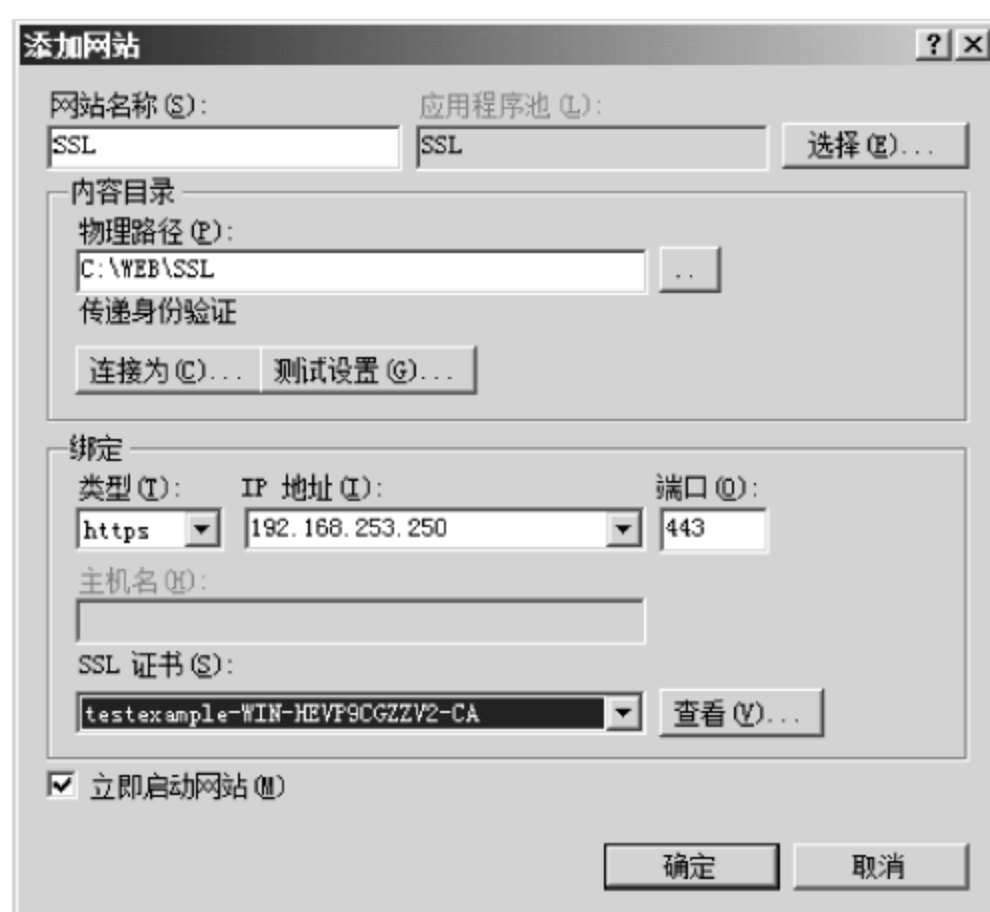 添加网站
网站名称(S): 应用程序池(L):
SSL SSL 选择(E)...
内容目录
物理路径(P):
C:\WEB\SSL ..
传递身份验证
连接为(C)... 测试设置(G)...
绑定
类型(T): IP 地址(I): 端口(O):
https 192.168.253.250 443
主机名(H):
SSL 证书(S):
testexample-WIN-HEVP9CGZZV2-CA 查看(V)...
立即启动网站(M)
确定 取消